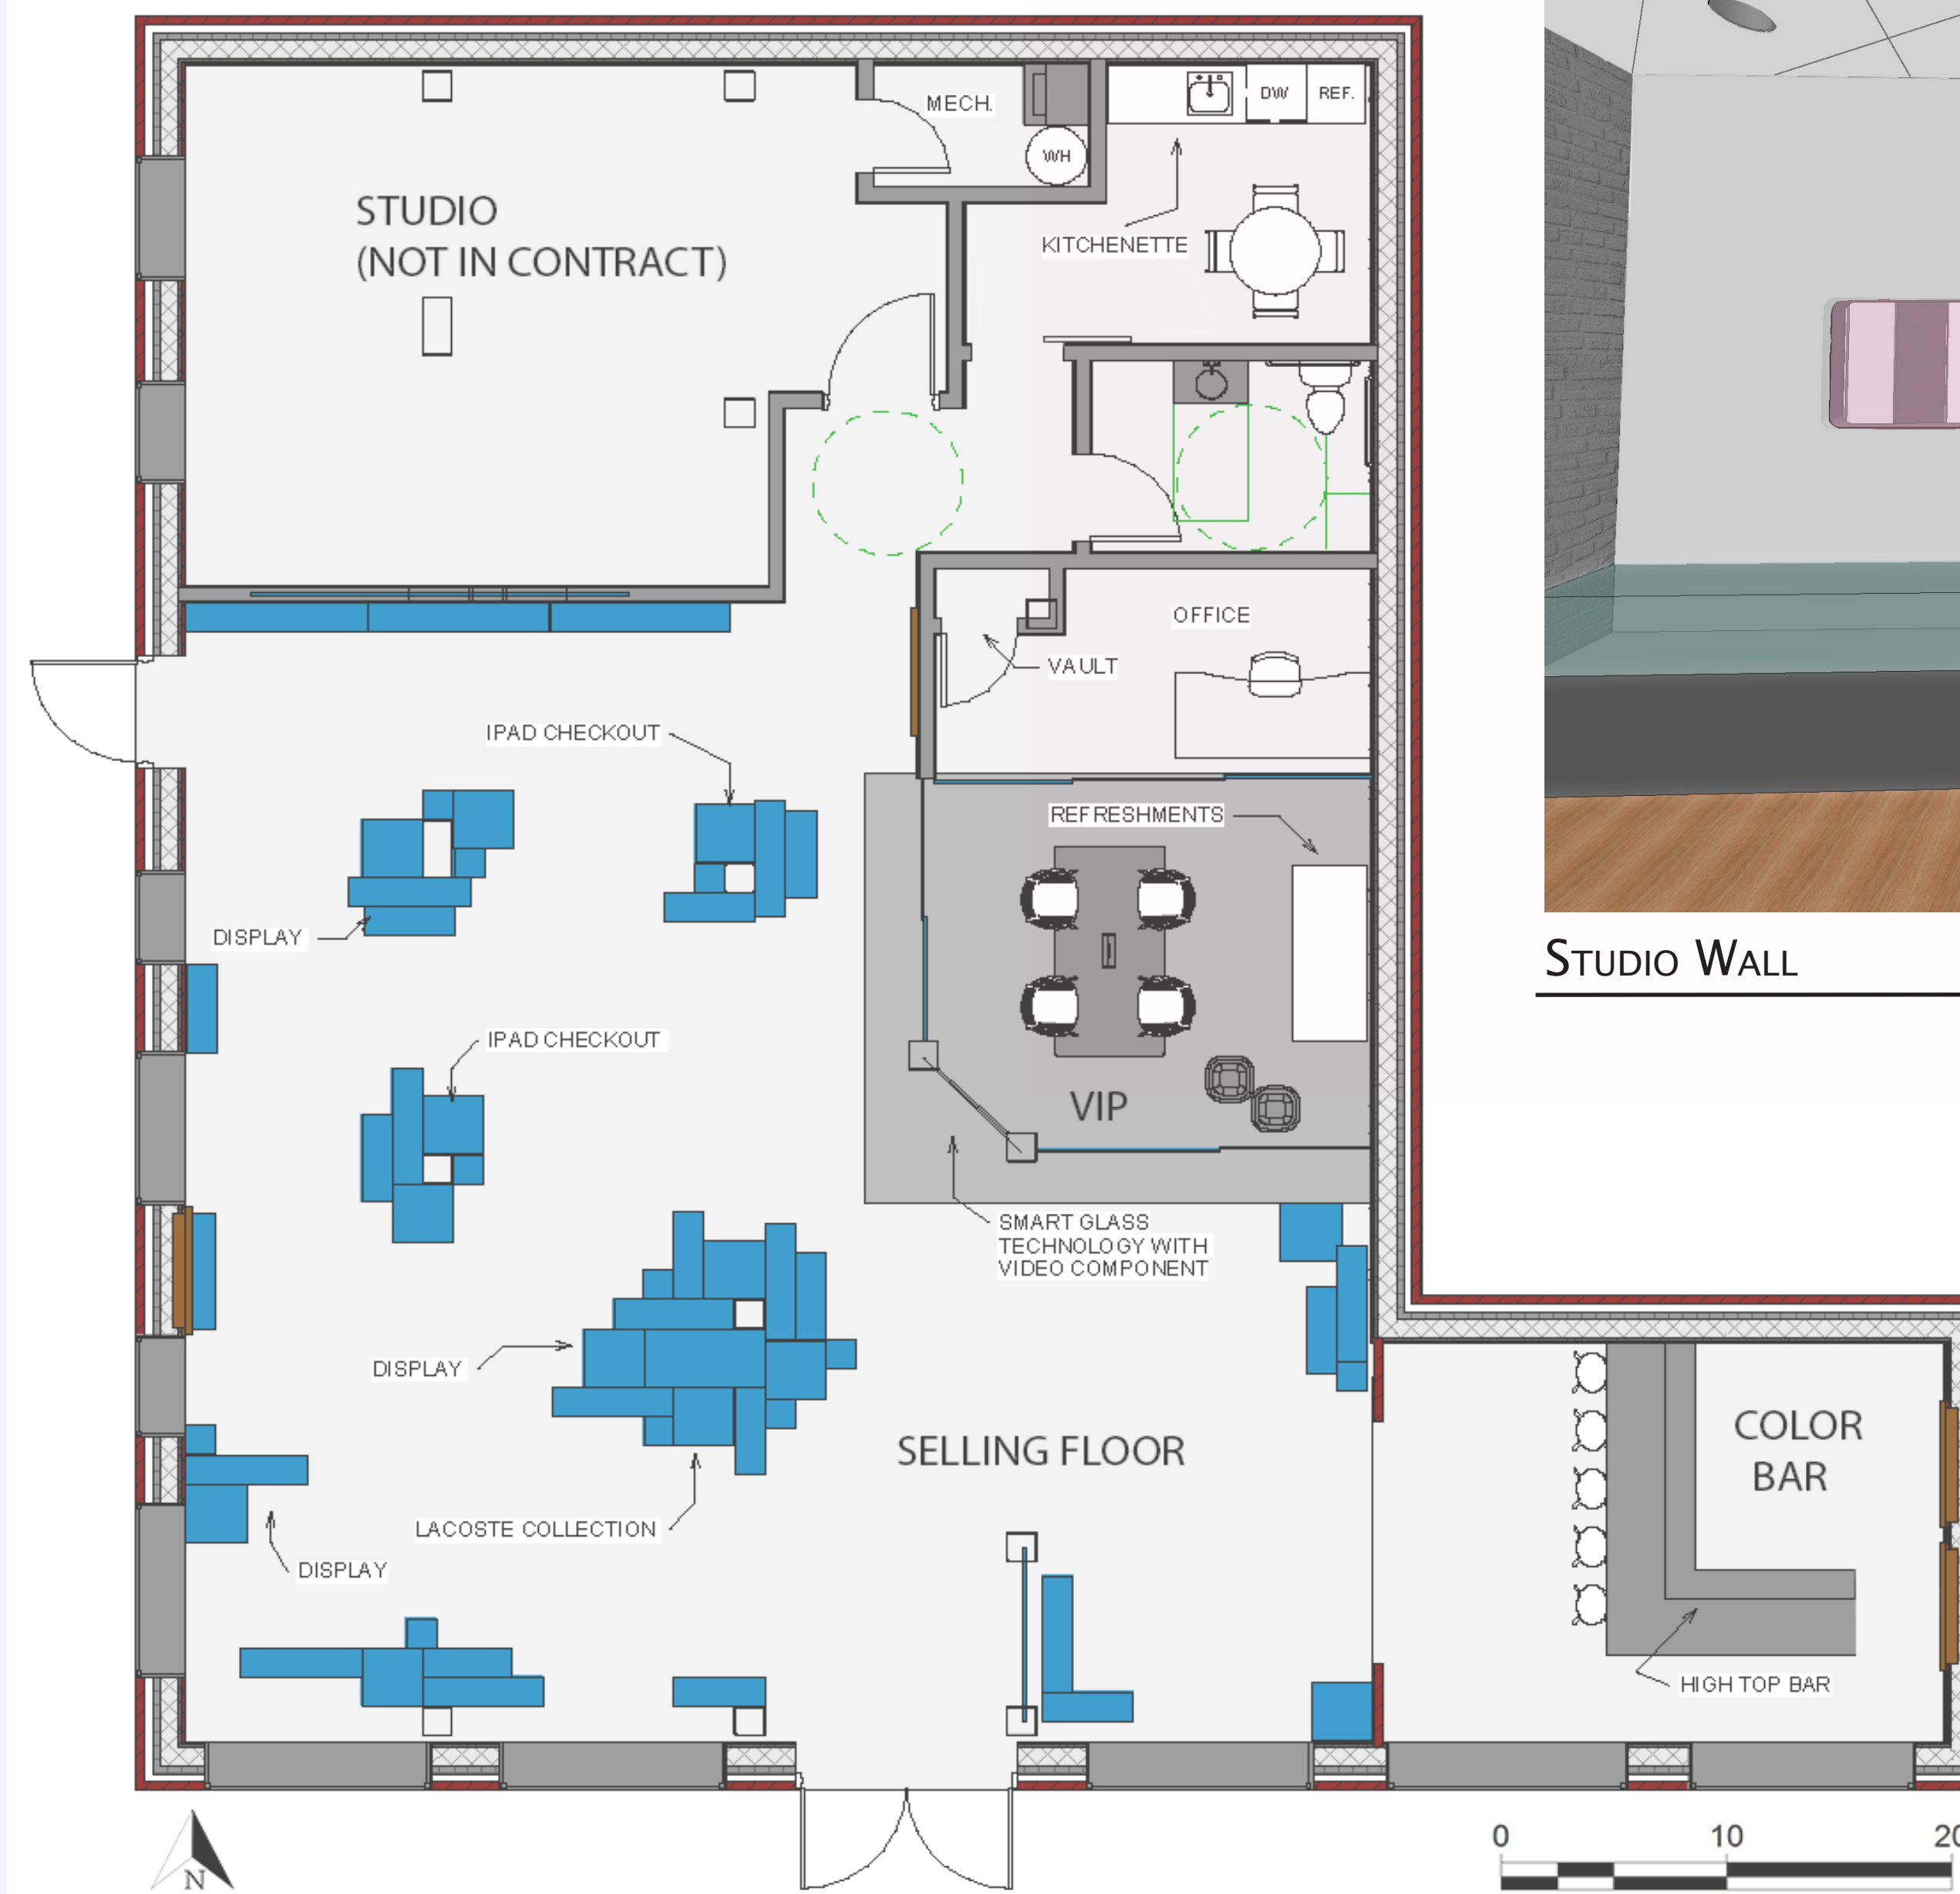 MECH.
WH
DW
REF.
STUDIO
(NOT IN CONTRACT)
KITCHENETTE
OFFICE
VAULT
IPAD CHECKOUT
REFRESHMENTS
DISPLAY
STUDIO WALL
IPAD CHECKOUT
VIP
SMART GLASS
TECHNOLOGY WITH
VIDEO COMPONENT
DISPLAY
SELLING FLOOR
COLOR
BAR
LACOSTE COLLECTION
DISPLAY
HIGH TOP BAR
N
0 10